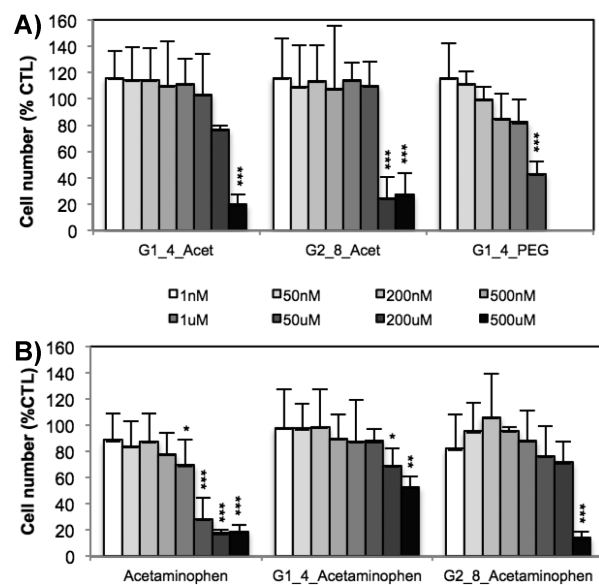 A)
Cell number (% CTL)
160
140
120
100
80
60
40
20
0
***
***
***
***
G1_4_Acet
G2_8_Acet
G1_4_PEG
1nM
50nM
200nM
500nM
1uM
50uM
200uM
500uM
B)
Cell number (%CTL)
160
140
120
100
80
60
40
20
0
*
***
***
***
*
**
***
Acetaminophen
G1_4_Acetaminophen
G2_8_Acetaminophen